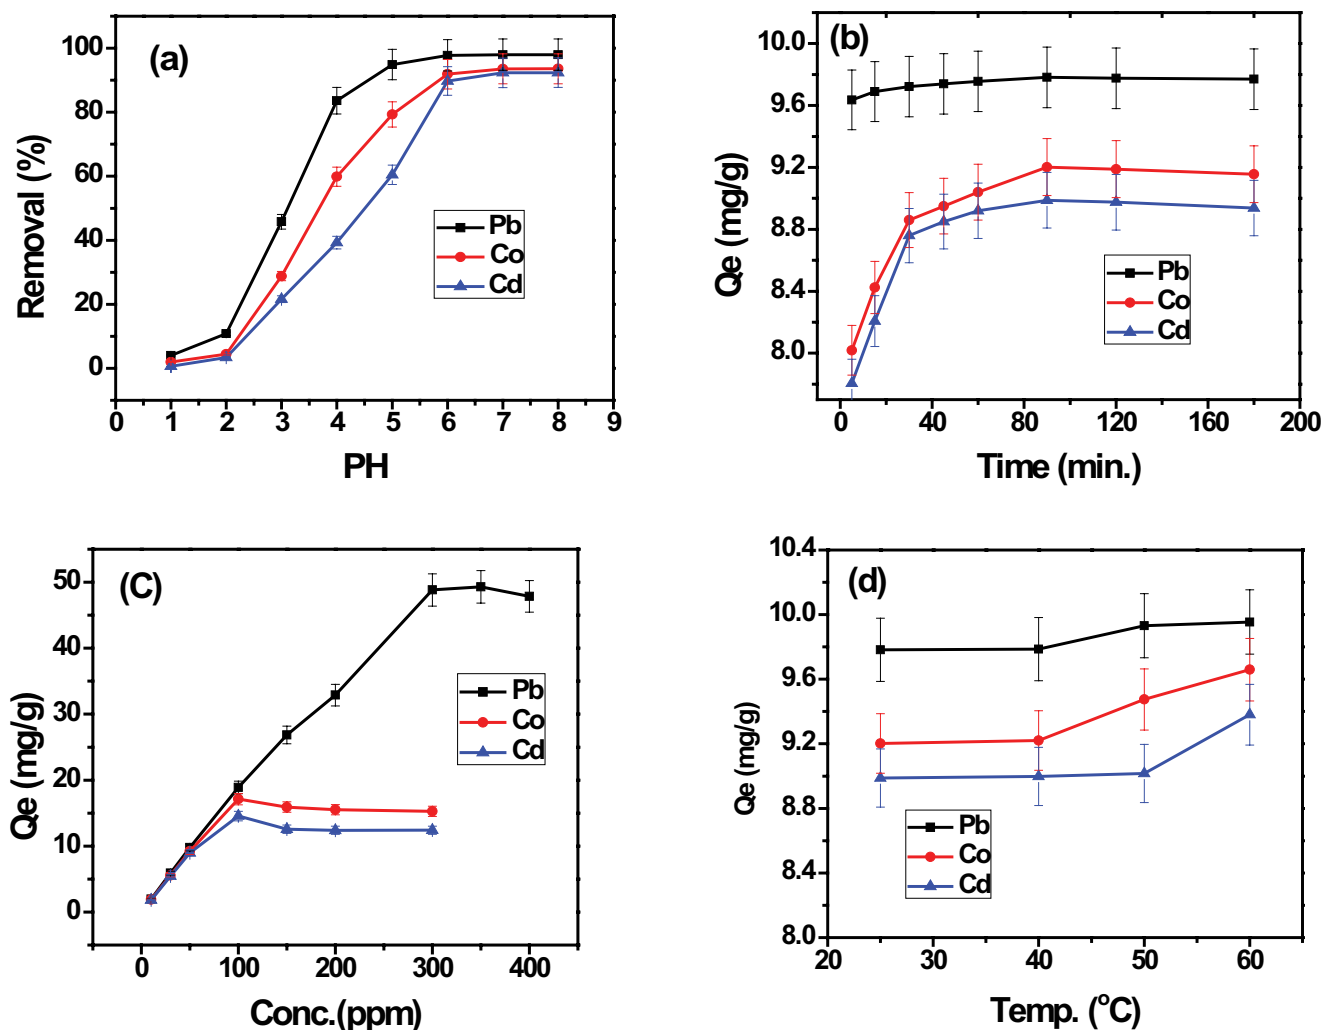 (a)
100
80
60
40
20
0
Removal (%)
Pb
Co
Cd
0 1 2 3 4 5 6 7 8 9
PH
(b)
10.0
9.6
9.2
8.8
8.4
8.0
Qe (mg/g)
Pb
Co
Cd
0 40 80 120 160 200
Time (min.)
(C)
50
40
30
20
10
0
Qe (mg/g)
Pb
Co
Cd
0 100 200 300 400
Conc.(ppm)
(d)
10.4
10.0
9.6
9.2
8.8
8.4
8.0
Qe (mg/g)
Pb
Co
Cd
20 30 40 50 60
Temp. (°C)